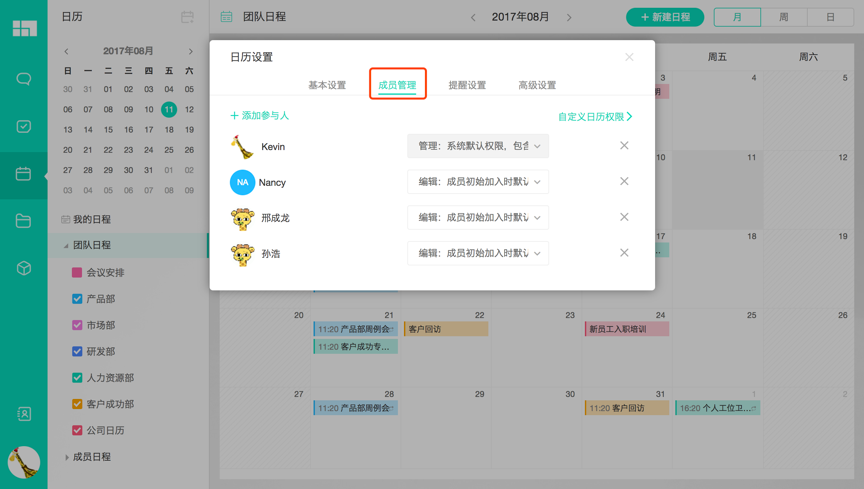 日历
团队日程
2017年08月
新建日程
月
周
日
2017年08月
日 一 二 三 四 五 六
30 31 01 02 03 04 05
06 07 08 09 10 11 12
13 14 15 16 17 18 19
20 21 22 23 24 25 26
27 28 29 30 31 01 02
03 04 05 06 07 08 09
我的日程
团队日程
会议安排
产品部
市场部
研发部
人力资源部
客户成功部
公司日历
成员日程
日历设置
基本设置
成员管理
提醒设置
高级设置
+ 添加参与人
自定义日历权限
Kevin
管理：系统默认权限，包含
NA
Nancy
编辑：成员初始加入时默认
邢成龙
编辑：成员初始加入时默认
孙浩
编辑：成员初始加入时默认
周五
周六
3
4
5
10
11
12
17
18
19
20
21
22
23
24
25
26
11:20 产品部周例会
客户回访
新员工入职培训
11:20 客户成功专...
27
28
29
30
31
1
2
11:20 产品部周例会
11:20 客户回访
16:20 个人工位卫...